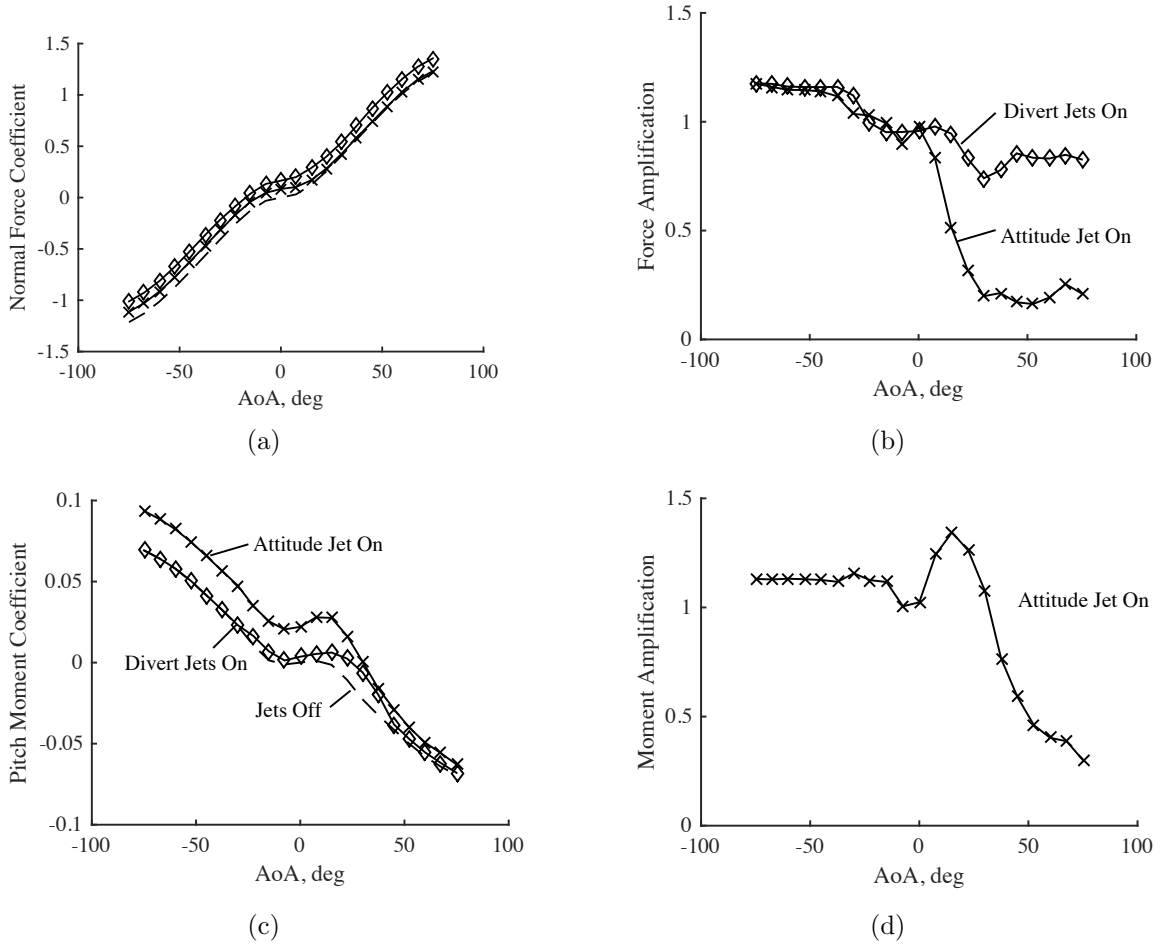 1.5
1
0.5
0
-0.5
-1
-1.5
-100
-50
0
50
100
Normal Force Coefficient
AoA, deg
(a)
1.5
1
0.5
0
-100
-50
0
50
100
Force Amplification
Divert Jets On
Attitude Jet On
AoA, deg
(b)
0.1
0.05
0
-0.05
-0.1
-100
-50
0
50
100
Pitch Moment Coefficient
Attitude Jet On
Divert Jets On
Jets Off
AoA, deg
(c)
1.5
1
0.5
0
-100
-50
0
50
100
Moment Amplification
Attitude Jet On
AoA, deg
(d)